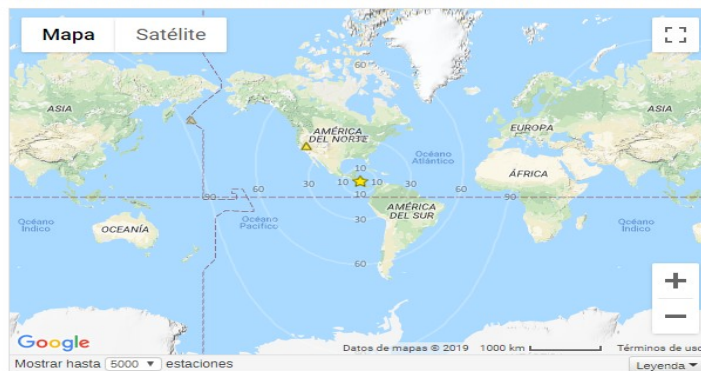 Mapa Satélite
60
ASIA
AMÉRICA
DEL NORTE
Océano
Atlántico
EUROPA
ASIA
10
60 30 10 10 30 60
ÁFRICA
90 10 90
30
AMÉRICA
DEL SUR
Océano
Índico
OCEANÍA
Océano
Pacífico
Océano
Índico
60
+
−
Google
Datos de mapas © 2019 1000 km Términos de uso
Mostrar hasta 5000 ▼ estaciones Leyenda ▼